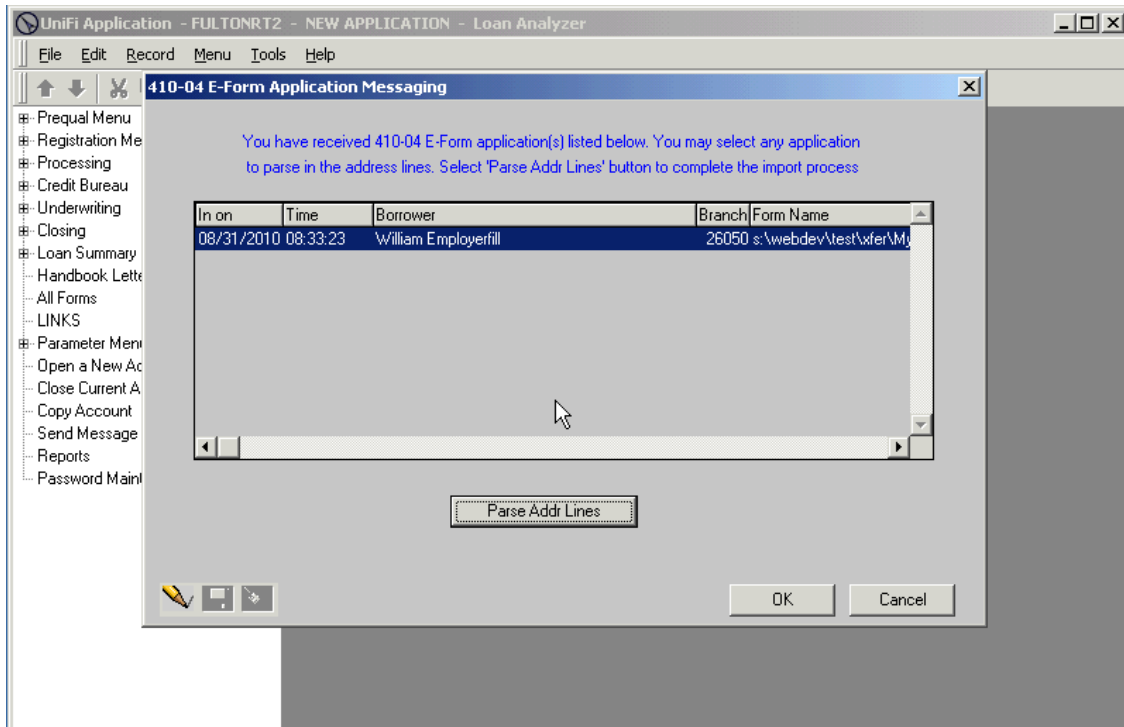 UniFi Application - FULTONRT2 - NEW APPLICATION - Loan Analyzer
File Edit Record Menu Tools Help
410-04 E-Form Application Messaging
Prequal Menu
Registration Me
Processing
Credit Bureau
Underwriting
Closing
Loan Summary
Handbook Lette
All Forms
LINKS
Parameter Menu
Open a New Ac
Close Current A
Copy Account
Send Message
Reports
Password Maint
You have received 410-04 E-Form application(s) listed below. You may select any application
to parse in the address lines. Select 'Parse Addr Lines' button to complete the import process
In on Time Borrower Branch Form Name
08/31/2010 08:33:23 William Employerfill 26050 s:\webdev\test\xfer\My
Parse Addr Lines
OK Cancel